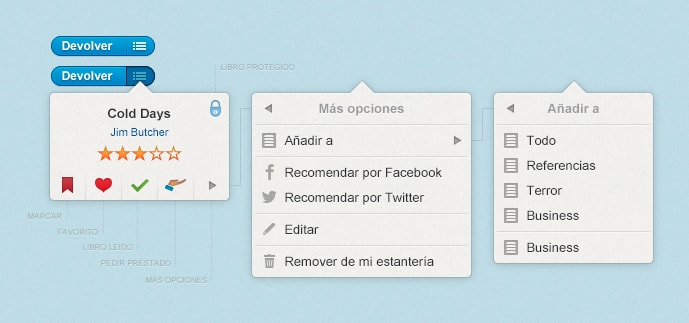 Devolver
Devolver
LIBRO PROTEGIDO
Cold Days
Jim Butcher
MARCAR
FAVORITO
LIBRO LEIDO
PEDIR PRESTADO
MÁS OPCIONES
Más opciones
Añadir a
Recomendar por Facebook
Recomendar por Twitter
Editar
Remover de mi estantería
Añadir a
Todo
Referencias
Terror
Business
Business